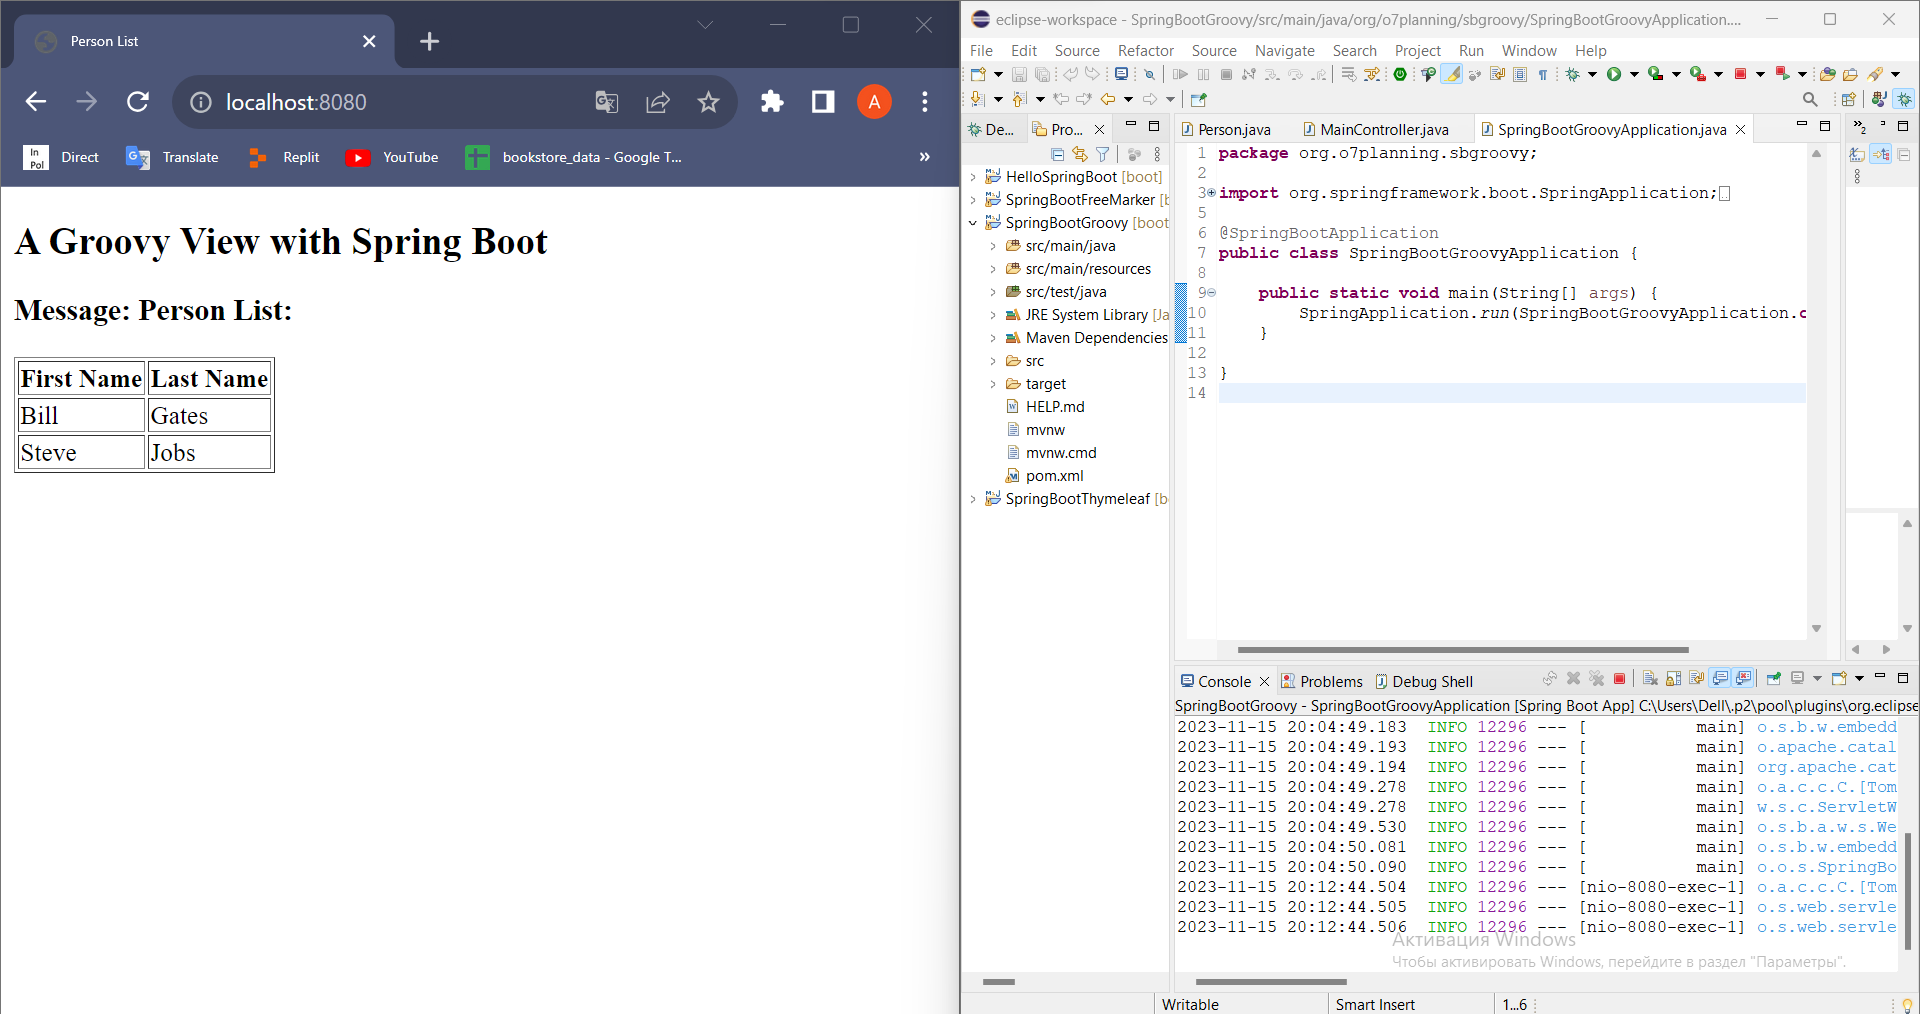 Person List
localhost:8080
A
In
Pol
Direct
Translate
Replit
YouTube
bookstore_data - Google T...
»
A Groovy View with Spring Boot
Message: Person List:
First Name Last Name
Bill Gates
Steve Jobs
eclipse-workspace - SpringBootGroovy/src/main/java/org/o7planning/sbgroovy/SpringBootGroovyApplication....
File Edit Source Refactor Source Navigate Search Project Run Window Help
De... Pro...
HelloSpringBoot [boot]
SpringBootFreeMarker [b
SpringBootGroovy [boot
src/main/java
src/main/resources
src/test/java
JRE System Library [Ja
Maven Dependencies
src
target
HELP.md
mvnw
mvnw.cmd
pom.xml
SpringBootThymeleaf [b
Person.java MainController.java SpringBootGroovyApplication.java
1 package org.o7planning.sbgroovy;
2
3 import org.springframework.boot.SpringApplication;
5
6 @SpringBootApplication
7 public class SpringBootGroovyApplication {
8
9 public static void main(String[] args) {
10 SpringApplication.run(SpringBootGroovyApplication.c
11 }
12
13 }
14
Console Problems Debug Shell
SpringBootGroovy - SpringBootGroovyApplication [Spring Boot App] C:\Users\Dell\.p2\pool\plugins\org.eclipse
2023-11-15 20:04:49.183 INFO 12296 --- [ main] o.s.b.w.embedd
2023-11-15 20:04:49.193 INFO 12296 --- [ main] o.apache.catal
2023-11-15 20:04:49.194 INFO 12296 --- [ main] org.apache.cat
2023-11-15 20:04:49.278 INFO 12296 --- [ main] o.a.c.c.C.[Tom
2023-11-15 20:04:49.278 INFO 12296 --- [ main] w.s.c.ServletW
2023-11-15 20:04:49.530 INFO 12296 --- [ main] o.s.b.a.w.s.We
2023-11-15 20:04:50.081 INFO 12296 --- [ main] o.s.b.w.embedd
2023-11-15 20:04:50.090 INFO 12296 --- [ main] o.o.s.SpringBo
2023-11-15 20:12:44.504 INFO 12296 --- [nio-8080-exec-1] o.a.c.c.C.[Tom
2023-11-15 20:12:44.505 INFO 12296 --- [nio-8080-exec-1] o.s.web.servle
2023-11-15 20:12:44.506 INFO 12296 --- [nio-8080-exec-1] o.s.web.servle
Активация Windows
Чтобы активировать Windows, перейдите в раздел "Параметры".
Writable Smart Insert 1...6